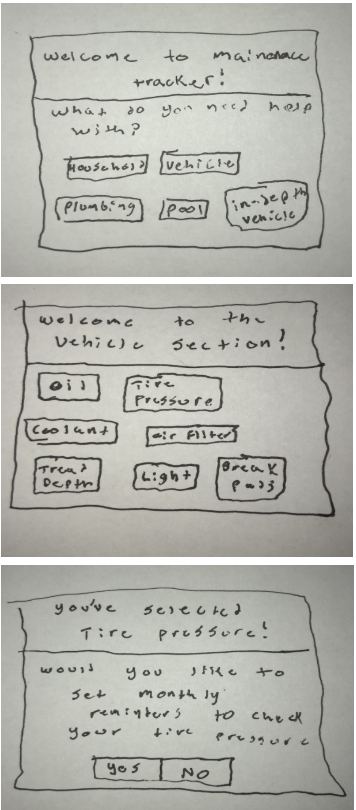 welcome to mainenace
tracker!
what do you need help
with?
Household
vehicle
Plumbing
pool
in-depth
vehicle
welcome to the
vehicle section!
oil
Tire
Pressure
Coolant
air filter
Tread
Depth
Light
Break
Pads
you've selected
Tire pressure!
would you like to
set monthly
reminters to check
your tire pressure
yes
NO